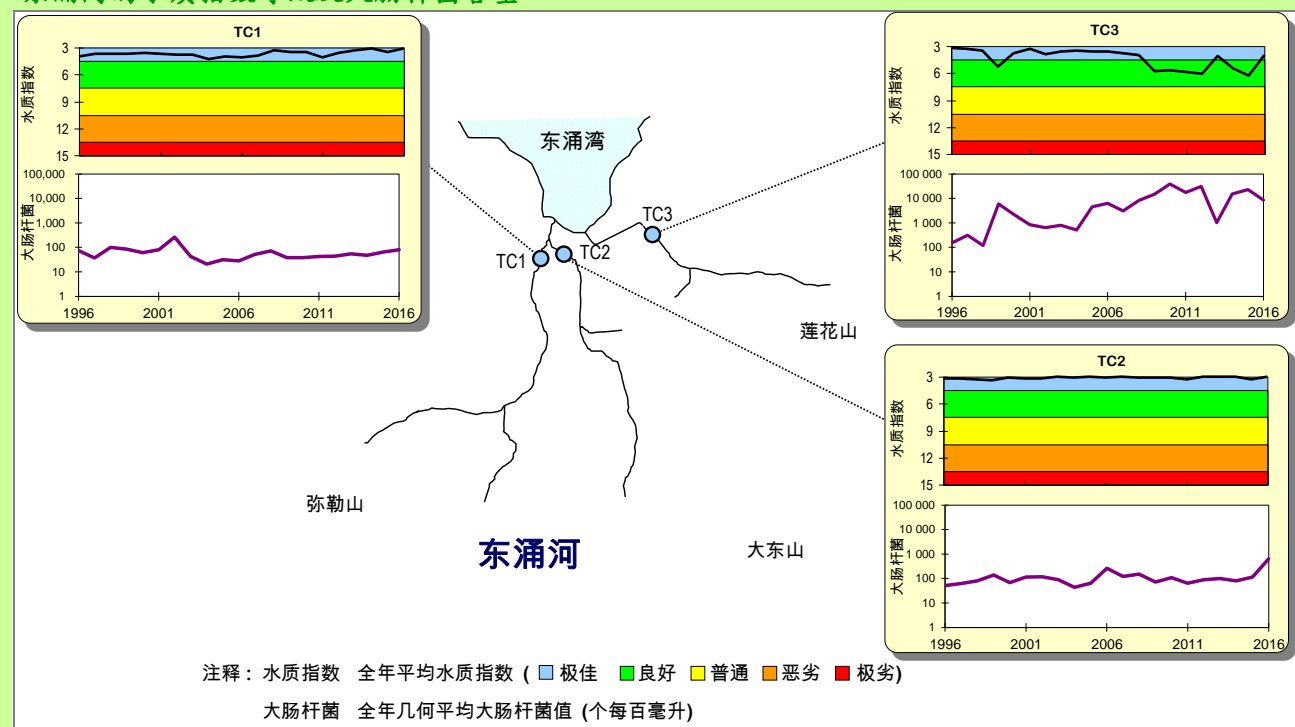 TC1
3
6
9
12
15
水质指数
100,000
10,000
1,000
100
10
1
大肠杆菌
1996 2001 2006 2011 2016
TC3
3
6
9
12
15
水质指数
100 000
10 000
1 000
100
10
1
大肠杆菌
1996 2001 2006 2011 2016
东涌湾
TC3
TC1
TC2
莲花山
弥勒山
东涌河
大东山
TC2
3
6
9
12
15
水质指数
100 000
10 000
1 000
100
10
1
大肠杆菌
1996 2001 2006 2011 2016
注释: 水质指数 全年平均水质指数 ( 极佳 良好 普通 恶劣 极劣)
大肠杆菌 全年几何平均大肠杆菌值 (个每百毫升)